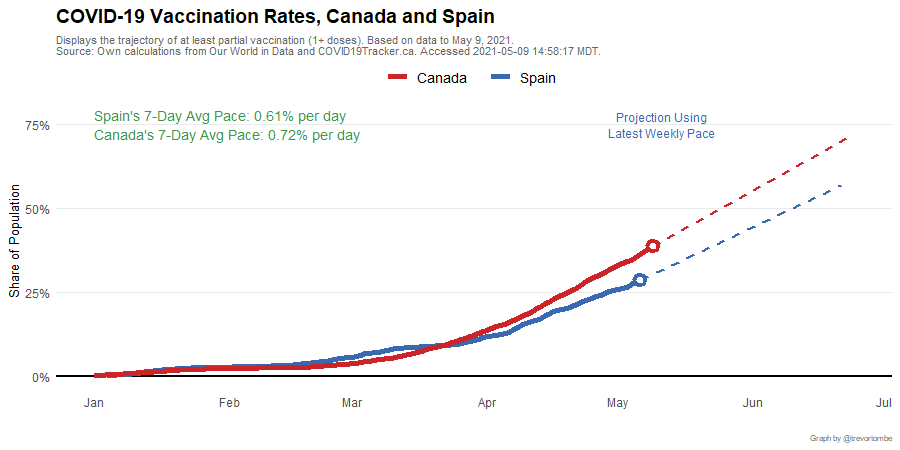 COVID-19 Vaccination Rates, Canada and Spain
Displays the trajectory of at least partial vaccination (1+ doses). Based on data to May 9, 2021.
Source: Own calculations from Our World in Data and COVID19Tracker.ca. Accessed 2021-05-09 14:58:17 MDT.
Canada Spain
Spain's 7-Day Avg Pace: 0.61% per day
Canada's 7-Day Avg Pace: 0.72% per day
Projection Using
Latest Weekly Pace
Share of Population
75%
50%
25%
0%
Jan Feb Mar Apr May Jun Jul
Graph by @trevortombe